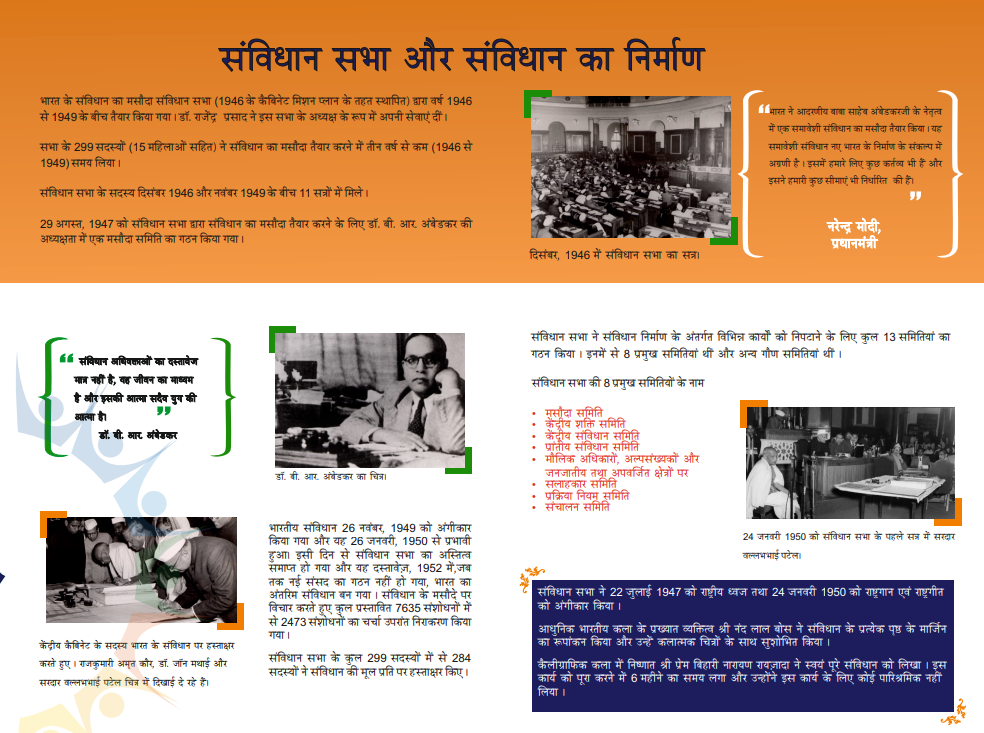 संविधान सभा और संविधान का निर्माण
भारत के संविधान का मसौदा संविधान सभा (1946 के कैबिनेट मिशन प्लान के तहत स्थापित) द्वारा वर्ष 1946
से 1949 के बीच तैयार किया गया । डॉ. राजेंद्र प्रसाद ने इस सभा के अध्यक्ष के रूप में अपनी सेवाएं दीं ।
सभा के 299 सदस्यों (15 महिलाओं सहित) ने संविधान का मसौदा तैयार करने में तीन वर्ष से कम (1946 से
1949) समय लिया ।
संविधान सभा के सदस्य दिसंबर 1946 और नवंबर 1949 के बीच 11 सत्रों में मिले ।
29 अगस्त, 1947 को संविधान सभा द्वारा संविधान का मसौदा तैयार करने के लिए डॉ. बी. आर. अंबेडकर की
अध्यक्षता में एक मसौदा समिति का गठन किया गया ।
दिसंबर, 1946 में संविधान सभा का सत्र।
“भारत ने आदरणीय बाबा साहेब अंबेडकरजी के नेतृत्व
में एक समावेशी संविधान का मसौदा तैयार किया । यह
समावेशी संविधान नए भारत के निर्माण के संकल्प में
अग्रणी है । इसमें हमारे लिए कुछ कर्तव्य भी हैं और
इसने हमारी कुछ सीमाएं भी निर्धारित की हैं।
”
नरेन्द्र मोदी,
प्रधानमंत्री
“ संविधान अधिवक्ताओं का दस्तावेज
मात्र नहीं है, यह जीवन का माध्यम
है और इसकी आत्मा सदैव युग की
आत्मा है। ”
डॉ. बी. आर. अंबेडकर
डॉ. बी. आर. अंबेडकर का चित्र।
केंद्रीय कैबिनेट के सदस्य भारत के संविधान पर हस्ताक्षर
करते हुए । राजकुमारी अमृत कौर, डॉ. जॉन मथाई और
सरदार वल्लभभाई पटेल चित्र में दिखाई दे रहे हैं।
भारतीय संविधान 26 नवंबर, 1949 को अंगीकार
किया गया और यह 26 जनवरी, 1950 से प्रभावी
हुआ। इसी दिन से संविधान सभा का अस्तित्व
समाप्त हो गया और यह दस्तावेज़, 1952 में,जब
तक नई संसद का गठन नहीं हो गया, भारत का
अंतरिम संविधान बन गया । संविधान के मसौदे पर
विचार करते हुए कुल प्रस्तावित 7635 संशोधनों में
से 2473 संशोधनों का चर्चा उपरांत निराकरण किया
गया ।
संविधान सभा के कुल 299 सदस्यों में से 284
सदस्यों ने संविधान की मूल प्रति पर हस्ताक्षर किए ।
संविधान सभा ने संविधान निर्माण के अंतर्गत विभिन्न कार्यों को निपटाने के लिए कुल 13 समितियां का
गठन किया । इनमें से 8 प्रमुख समितियां थीं और अन्य गौण समितियां थीं ।
संविधान सभा की 8 प्रमुख समितियों के नाम
• मसौदा समिति
• केंद्रीय शक्ति समिति
• केंद्रीय संविधान समिति
• प्रांतीय संविधान समिति
• मौलिक अधिकारों, अल्पसंख्यकों और
जनजातीय तथा अपवर्जित क्षेत्रों पर
• सलाहकार समिति
• प्रक्रिया नियम समिति
• संचालन समिति
24 जनवरी 1950 को संविधान सभा के पहले सत्र में सरदार
वल्लभभाई पटेल।
संविधान सभा ने 22 जुलाई 1947 को राष्ट्रीय ध्वज तथा 24 जनवरी 1950 को राष्ट्रगान एवं राष्ट्रगीत
को अंगीकार किया ।
आधुनिक भारतीय कला के प्रख्यात व्यक्तित्व श्री नंद लाल बोस ने संविधान के प्रत्येक पृष्ठ के मार्जिन
का रूपांकन किया और उन्हें कलात्मक चित्रों के साथ सुशोभित किया ।
कैलीग्राफिक कला में निष्णात श्री प्रेम बिहारी नारायण रायज़ादा ने स्वयं पूरे संविधान को लिखा । इस
कार्य को पूरा करने में 6 महीने का समय लगा और उन्होंने इस कार्य के लिए कोई पारिश्रमिक नहीं
लिया ।